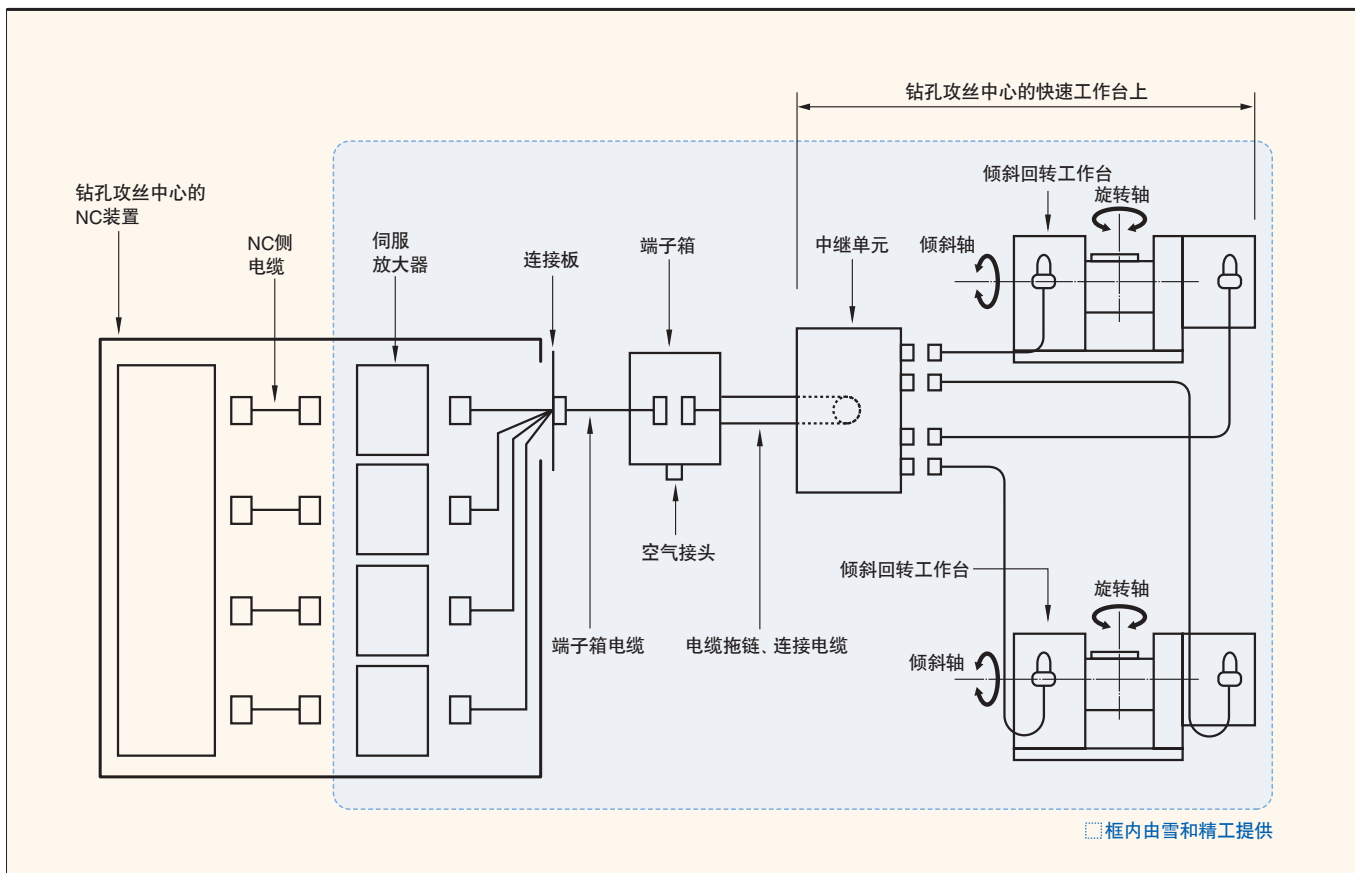 钻孔攻丝中心的快速工作台上
倾斜回转工作台
旋转轴
钻孔攻丝中心的
NC装置
NC侧
电缆
伺服
放大器
连接板
端子箱
中继单元
倾斜轴
空气接头
倾斜回转工作台
旋转轴
端子箱电缆
电缆拖链、连接电缆
倾斜轴
框内由雪和精工提供